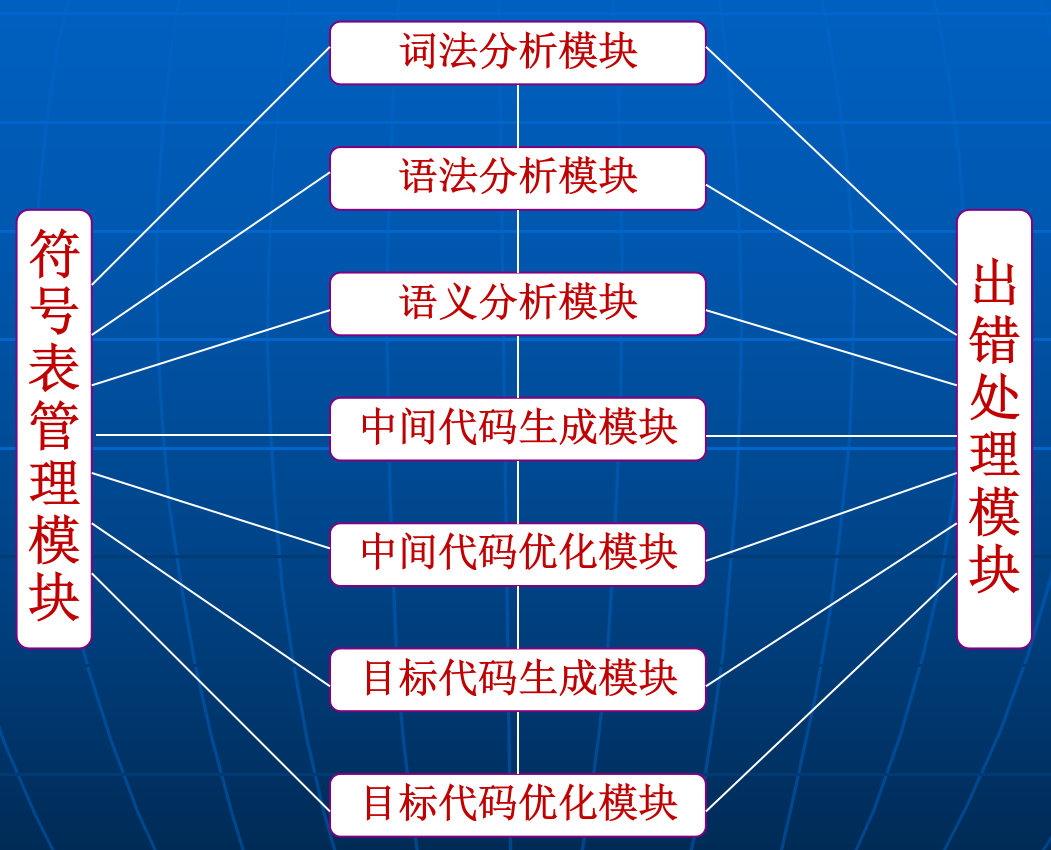 词法分析模块
语法分析模块
语义分析模块
中间代码生成模块
中间代码优化模块
目标代码生成模块
目标代码优化模块
符号表管理模块
出错处理模块